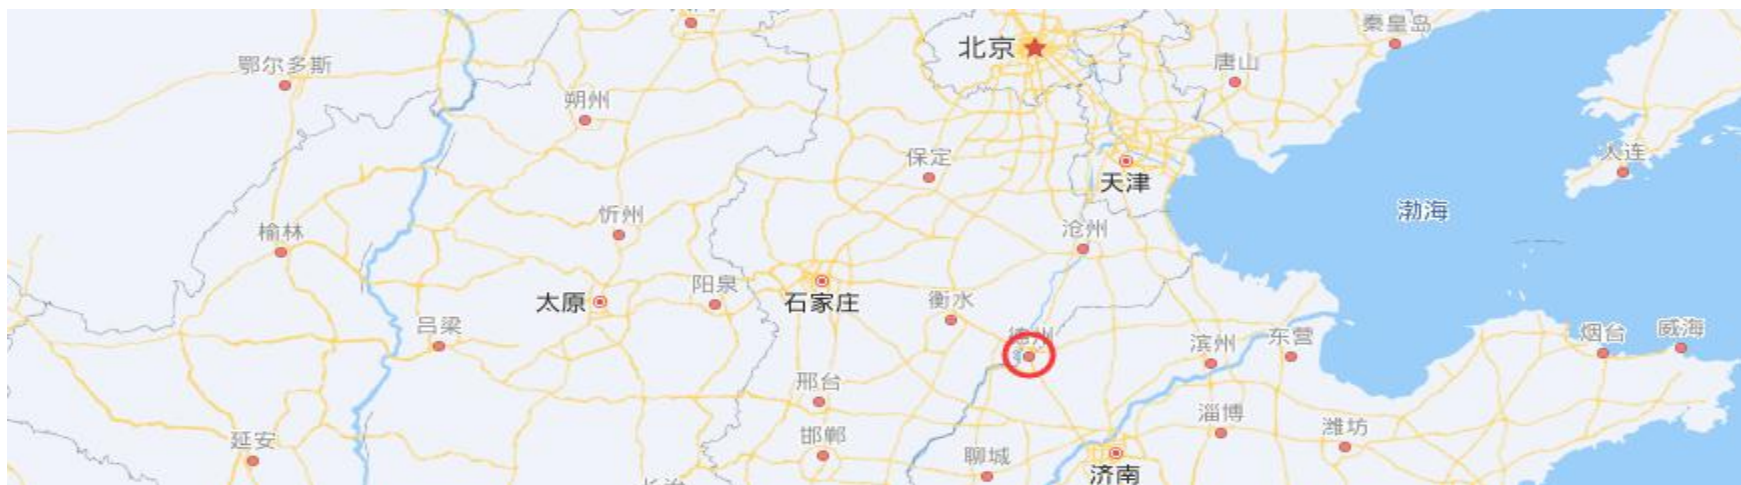 北京
秦皇岛
鄂尔多斯
唐山
朔州
保定
大连
天津
忻州
渤海
榆林
沧州
阳泉
太原
石家庄
衡水
吕梁
德州
滨州
东营
烟台
威海
邢台
淄博
延安
邯郸
潍坊
聊城
济南